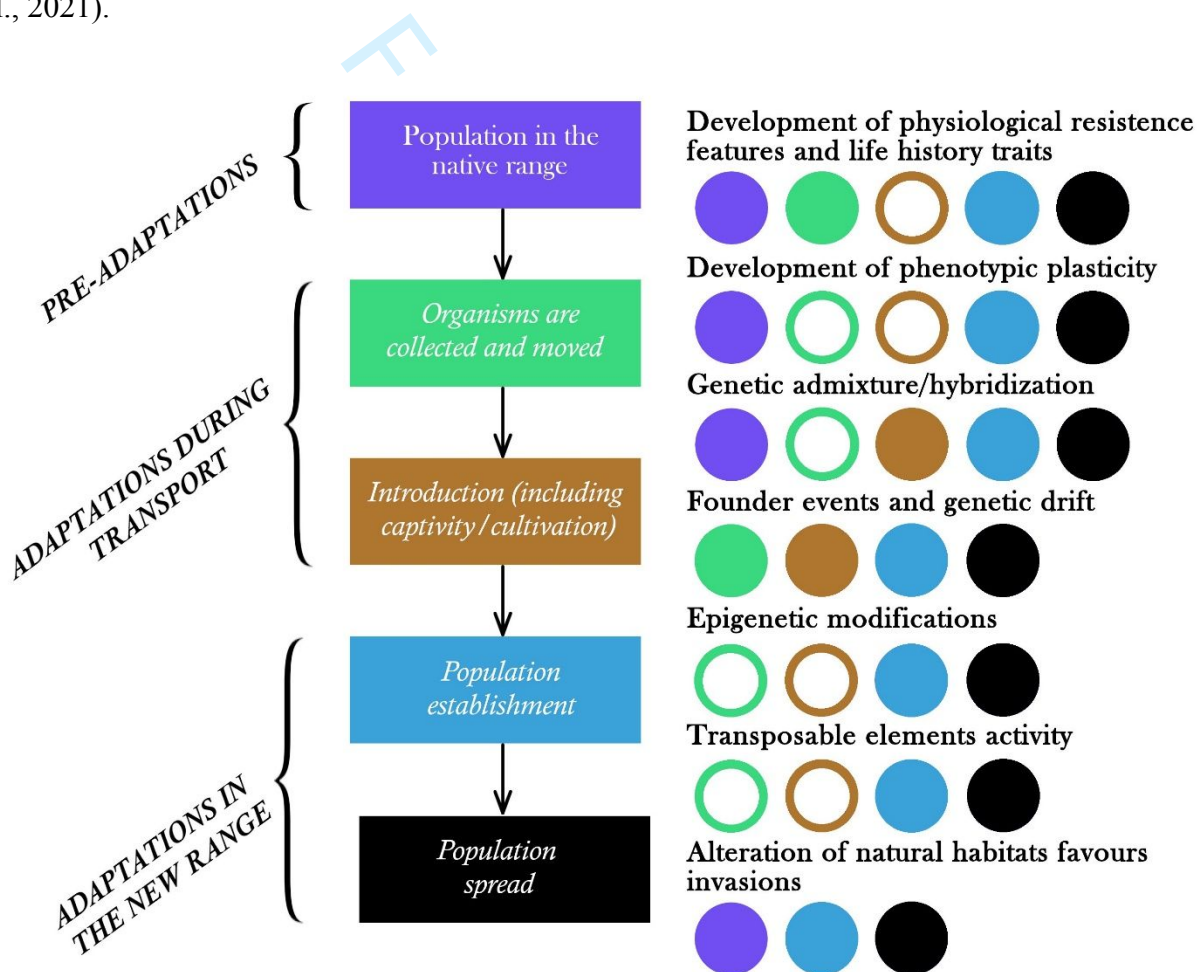 ., 2021).
F
PRE-ADAPTATIONS
Population in the
native range
ADAPTATIONS DURING
TRANSPORT
Organisms are
collected and moved
Introduction (including
captivity/cultivation)
ADAPTATIONS IN
THE NEW RANGE
Population
establishment
Population
spread
Development of physiological resistence
features and life history traits
Development of phenotypic plasticity
Genetic admixture/hybridization
Founder events and genetic drift
Epigenetic modifications
Transposable elements activity
Alteration of natural habitats favours
invasions